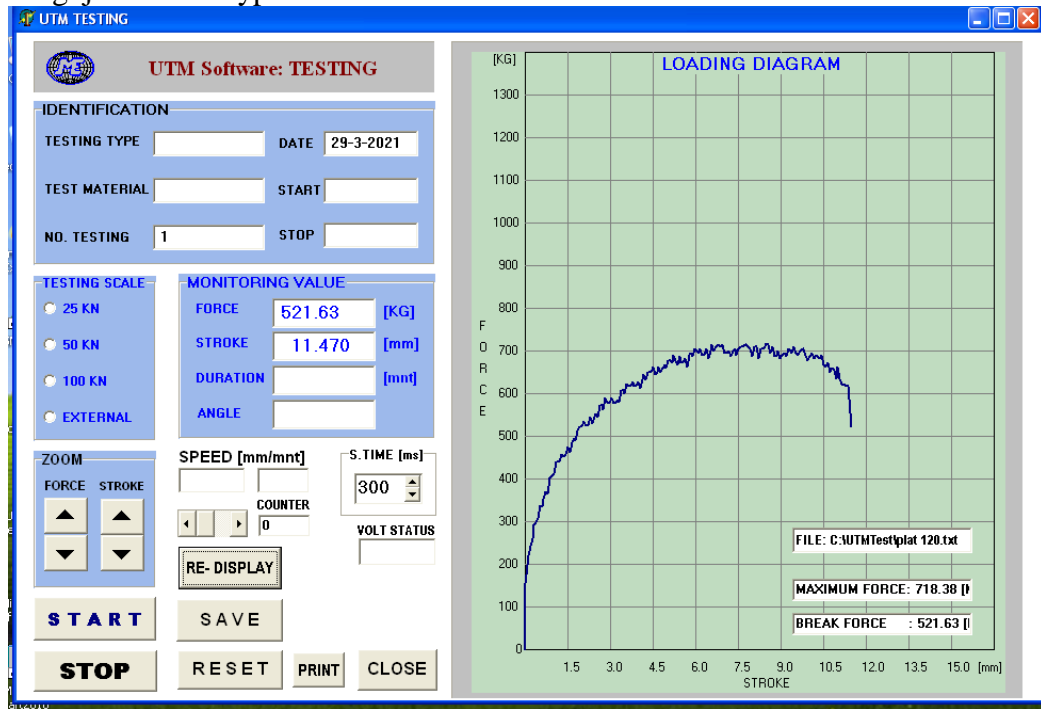 UTM TESTING
ME
UTM Software: TESTING
IDENTIFICATION
TESTING TYPE
DATE 29-3-2021
TEST MATERIAL
START
NO. TESTING 1
STOP
TESTING SCALE
25 KN
50 KN
100 KN
EXTERNAL
MONITORING VALUE
FORCE 521.63 [KG]
STROKE 11.470 [mm]
DURATION [mnt]
ANGLE
ZOOM
FORCE STROKE
SPEED [mm/mnt]
COUNTER
0
S.TIME [ms]
300
VOLT STATUS
RE- DISPLAY
START
SAVE
STOP
RESET
PRINT
CLOSE
[KG]
LOADING DIAGRAM
1300
1200
1100
1000
900
800
700
600
500
400
300
200
100
0
FORCE
FILE: C:\UTMTest\plat 120.txt
MAXIMUM FORCE: 718.38 [
BREAK FORCE : 521.63 [
1.5 3.0 4.5 6.0 7.5 9.0 10.5 12.0 13.5 15.0 [mm]
STROKE